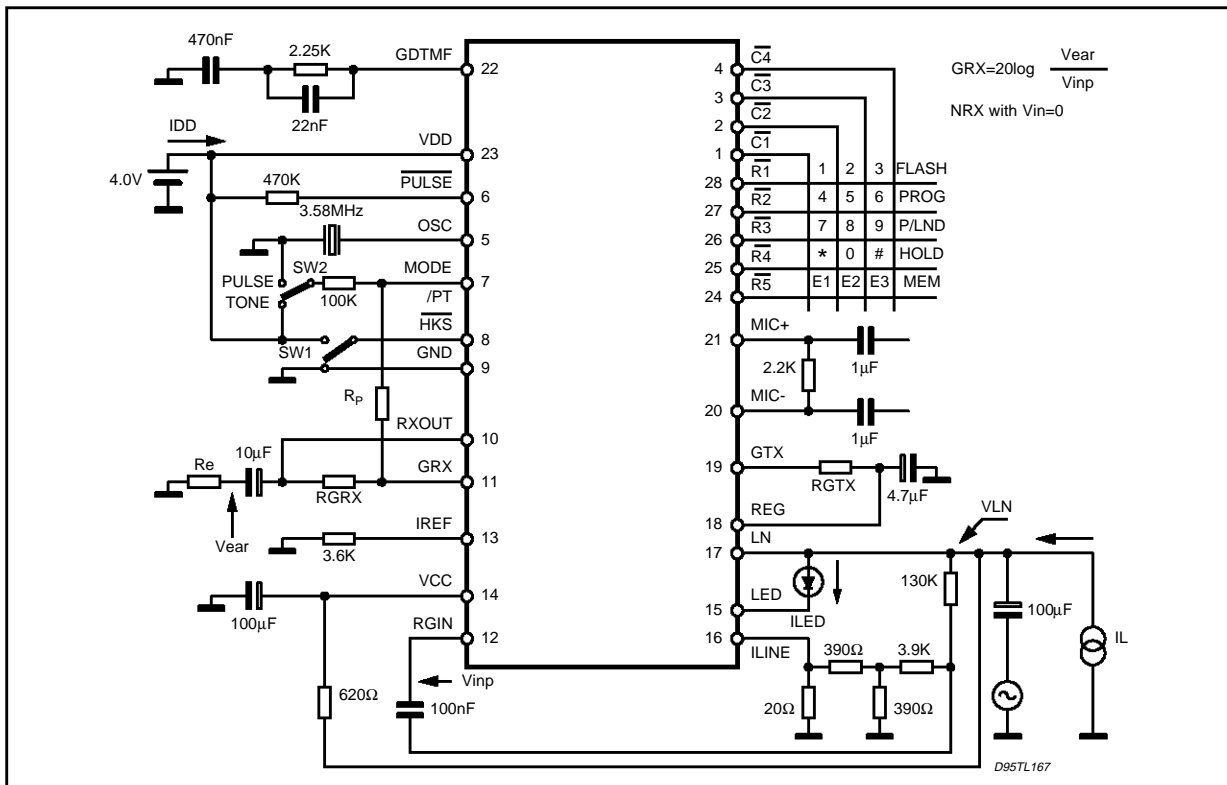 470nF
2.25K
GDTMF
22
22nF
IDD
VDD
23
4.0V
470K
PULSE
6
3.58MHz
OSC
5
PULSE
SW2
MODE
7
TONE
100K
/PT
HKS
8
SW1
GND
9
RP
RXOUT
10
Re
10µF
GRX
11
RGRX
Vear
IREF
13
3.6K
VCC
14
100µF
RGIN
12
Vinp
620Ω
100nF
4
C4
3
C3
2
C2
1
C1
28
R1
1 2 3 FLASH
27
R2
4 5 6 PROG
26
R3
7 8 9 P/LND
25
R4
* 0 # HOLD
24
R5
E1 E2 E3 MEM
GRX=20log Vear
Vinp
NRX with Vin=0
21
MIC+
1µF
2.2K
20
MIC-
1µF
19
GTX
RGTX
4.7µF
18
REG
VLN
17
LN
130K
LED
15
ILED
100µF
IL
16
ILINE
390Ω
3.9K
20Ω
390Ω
D95TL167